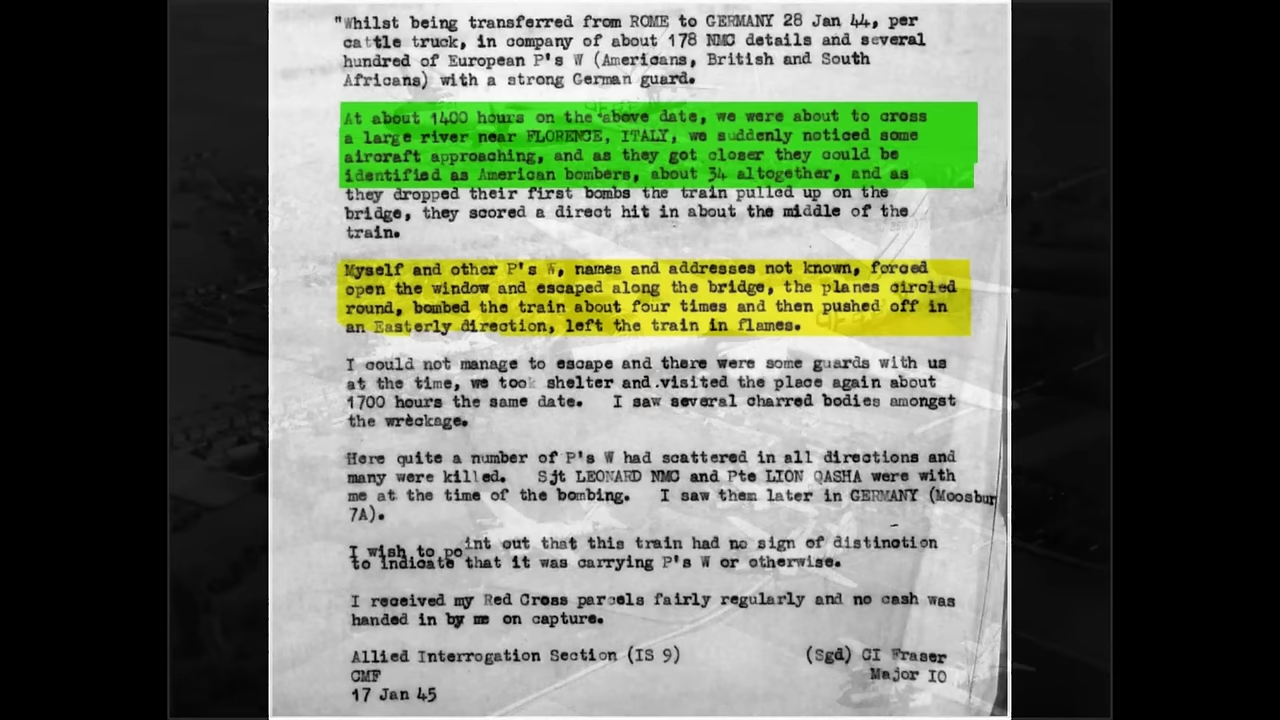 "Whilst being transferred from ROME to GERMANY 28 Jan 44, per
cattle truck, in company of about 178 NMC details and several
hundred of European P's W (Americans, British and South
Africans) with a strong German guard.
At about 1400 hours on the above date, we were about to cross
a large river near FLORENCE, ITALY, we suddenly noticed some
aircraft approaching, and as they got closer they could be
identified as American bombers, about 34 altogether, and as
they dropped their first bombs the train pulled up on the
bridge, they scored a direct hit in about the middle of the
train.
Myself and other P's W, names and addresses not known, forced
open the window and escaped along the bridge, the planes circled
round, bombed the train about four times and then pushed off in
an Easterly direction, left the train in flames.
I could not manage to escape and there were some guards with us
at the time, we took shelter and.visited the place again about
1700 hours the same date. I saw several charred bodies amongst
the wreckage.
Here quite a number of P's W had scattered in all directions and
many were killed. Sjt LEONARD NMC and Pte LION QASHA were with
me at the time of the bombing. I saw them later in GERMANY (Moosbur
7A).
I wish to point out that this train had no sign of distinction
to indicate that it was carrying P's W or otherwise.
I received my Red Cross parcels fairly regularly and no cash was
handed in by me on capture.
Allied Interrogation Section (IS 9) (Sgd) CI Fraser
CMF Major IO
17 Jan 45